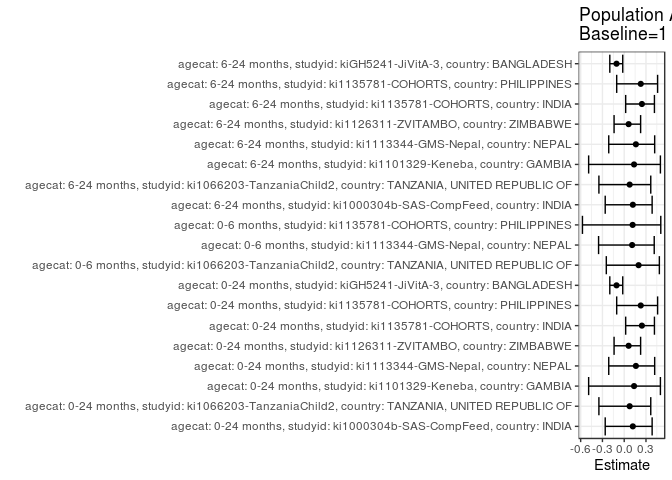 Population A
Baseline=1
agecat: 6-24 months, studyid: kiGH5241-JiVitA-3, country: BANGLADESH
agecat: 6-24 months, studyid: ki1135781-COHORTS, country: PHILIPPINES
agecat: 6-24 months, studyid: ki1135781-COHORTS, country: INDIA
agecat: 6-24 months, studyid: ki1126311-ZVITAMBO, country: ZIMBABWE
agecat: 6-24 months, studyid: ki1113344-GMS-Nepal, country: NEPAL
agecat: 6-24 months, studyid: ki1101329-Keneba, country: GAMBIA
agecat: 6-24 months, studyid: ki1066203-TanzaniaChild2, country: TANZANIA, UNITED REPUBLIC OF
agecat: 6-24 months, studyid: ki1000304b-SAS-CompFeed, country: INDIA
agecat: 0-6 months, studyid: ki1135781-COHORTS, country: PHILIPPINES
agecat: 0-6 months, studyid: ki1113344-GMS-Nepal, country: NEPAL
agecat: 0-6 months, studyid: ki1066203-TanzaniaChild2, country: TANZANIA, UNITED REPUBLIC OF
agecat: 0-24 months, studyid: kiGH5241-JiVitA-3, country: BANGLADESH
agecat: 0-24 months, studyid: ki1135781-COHORTS, country: PHILIPPINES
agecat: 0-24 months, studyid: ki1135781-COHORTS, country: INDIA
agecat: 0-24 months, studyid: ki1126311-ZVITAMBO, country: ZIMBABWE
agecat: 0-24 months, studyid: ki1113344-GMS-Nepal, country: NEPAL
agecat: 0-24 months, studyid: ki1101329-Keneba, country: GAMBIA
agecat: 0-24 months, studyid: ki1066203-TanzaniaChild2, country: TANZANIA, UNITED REPUBLIC OF
agecat: 0-24 months, studyid: ki1000304b-SAS-CompFeed, country: INDIA
-0.6 -0.3 0.0 0.3
Estimate